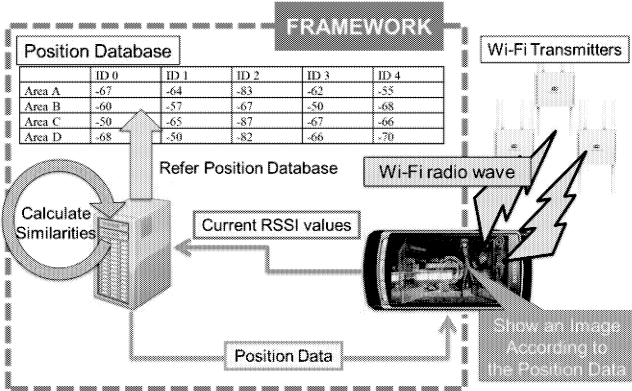 FRAMEWORK
Position Database
ID 0 ID 1 ID 2 ID 3 ID 4
Area A -67 -64 -83 -62 -55
Area B -60 -57 -67 -50 -68
Area C -50 -65 -87 -67 -66
Area D -68 -50 -82 -66 -70
Wi-Fi Transmitters
Refer Position Database
Wi-Fi radio wave
Calculate
Similarities
Current RSSI values
Position Data
Show an Image
According to
the Position Data